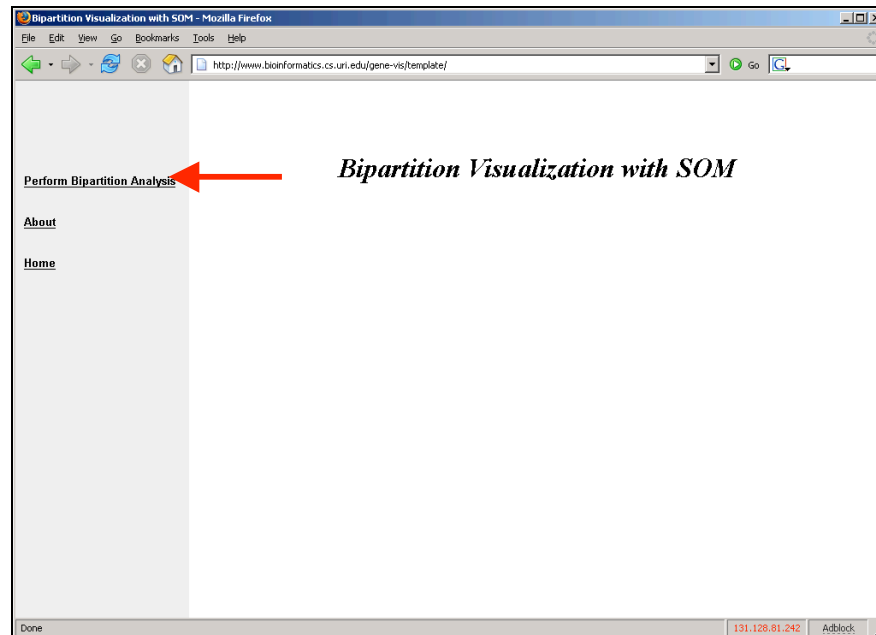 Bipartition Visualization with SOM - Mozilla Firefox
File Edit View Go Bookmarks Tools Help
http://www.bioinformatics.cs.uri.edu/gene-vis/template/ Go G
Bipartition Visualization with SOM
Perform Bipartition Analysis
About
Home
Done 131.128.81.242 Adblock